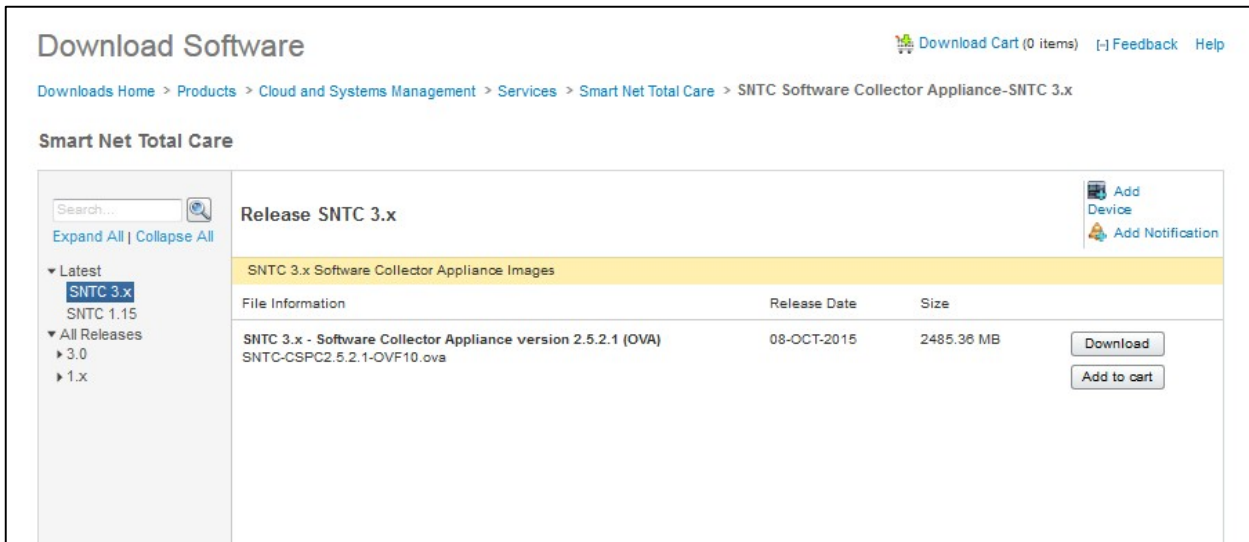 Download Software
Download Cart (0 items) [-] Feedback Help
Downloads Home > Products > Cloud and Systems Management > Services > Smart Net Total Care > SNTC Software Collector Appliance-SNTC 3.x
Smart Net Total Care
Search...
Expand All | Collapse All
Latest
SNTC 3.x
SNTC 1.15
All Releases
3.0
1.x
Release SNTC 3.x
Add
Device
Add Notification
SNTC 3.x Software Collector Appliance Images
File Information Release Date Size
SNTC 3.x - Software Collector Appliance version 2.5.2.1 (OVA) 08-OCT-2015 2485.36 MB Download
SNTC-CSPC2.5.2.1-OVF10.ova
Add to cart